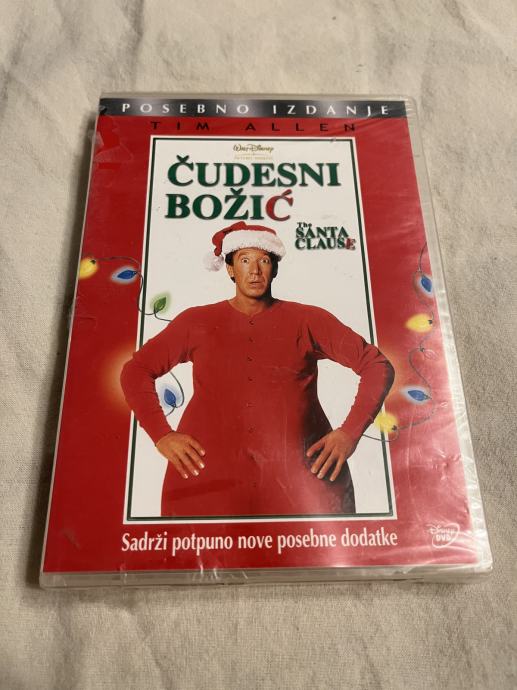 POSEBNO IZDANJE
TIM ALLEN
WALT DISNEY
PICTURES PRESENTS
ČUDESNI
BOŽIĆ
The
SANTA
CLAUSE
Sadrži potpuno nove posebne dodatke
Disney
DVD